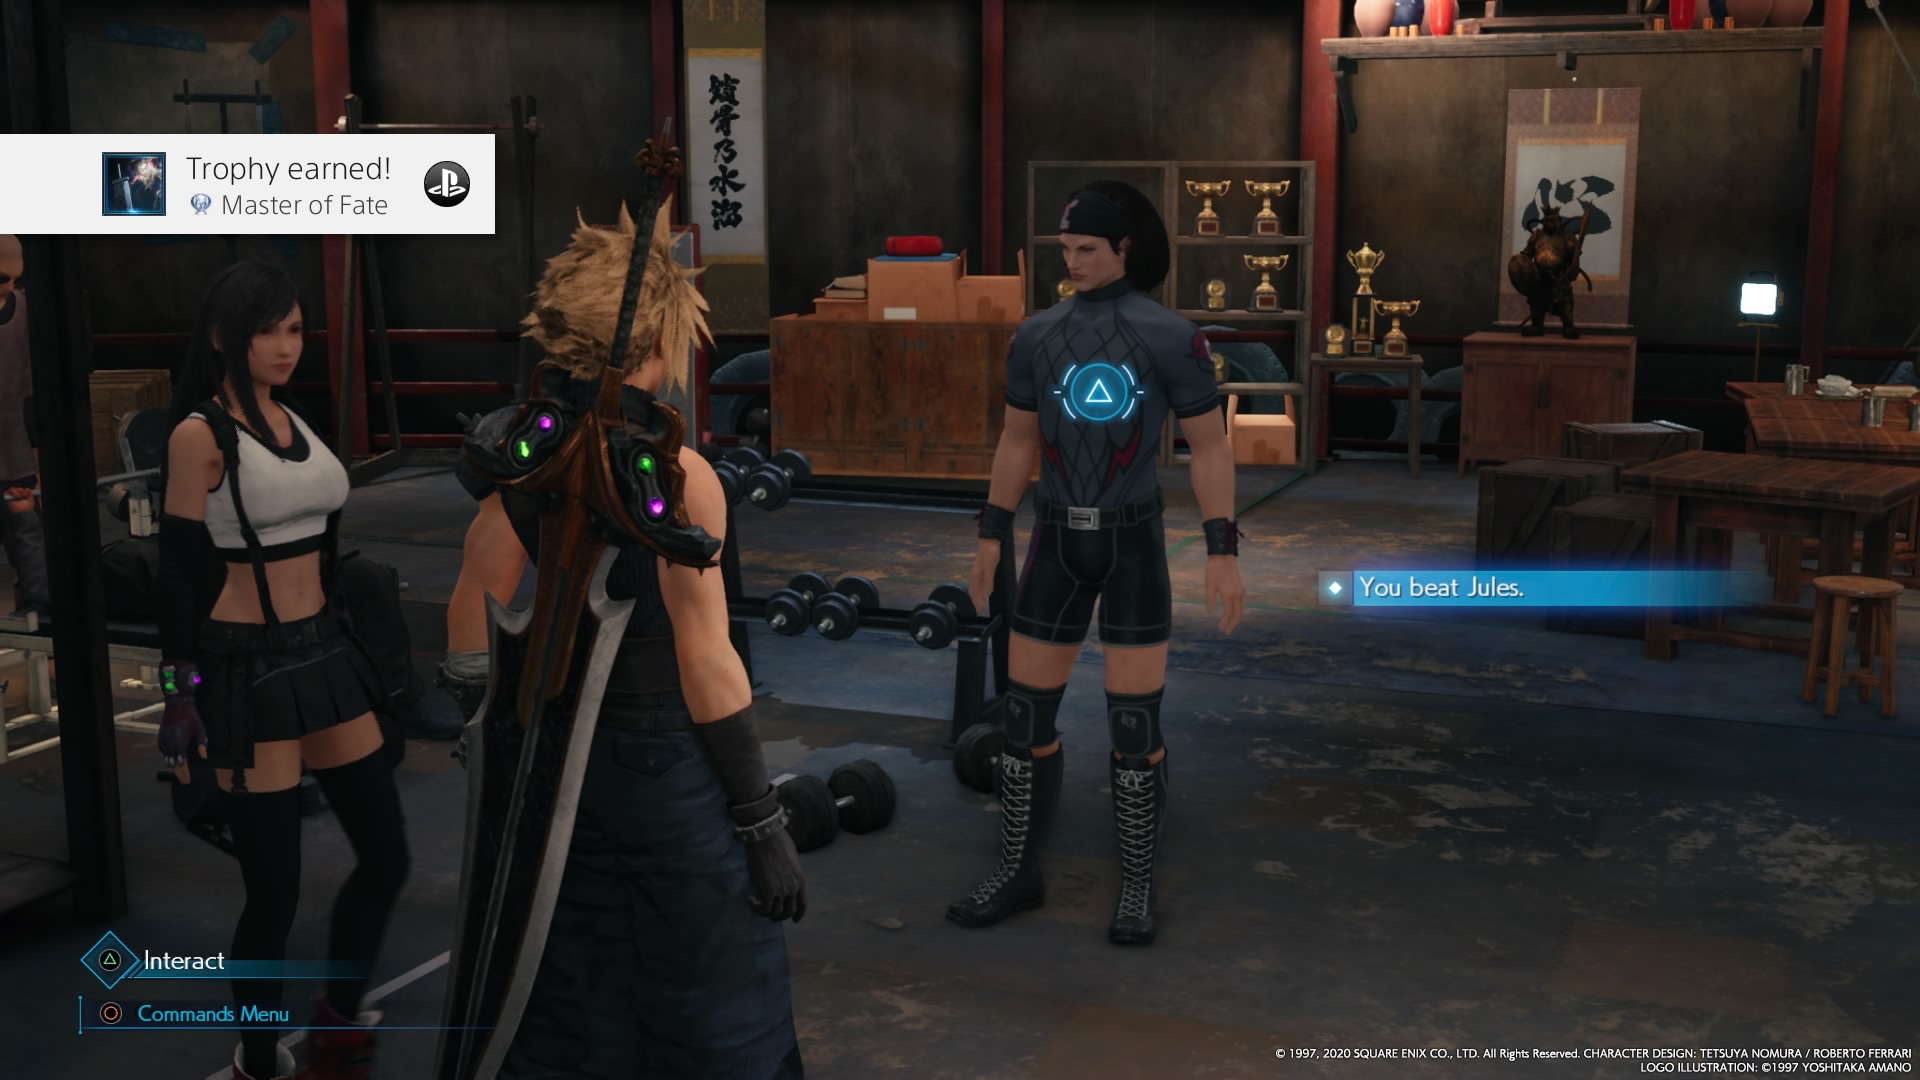 Trophy earned!
Master of Fate
You beat Jules.
Interact
Commands Menu
© 1997, 2020 SQUARE ENIX CO., LTD. All Rights Reserved. CHARACTER DESIGN: TETSUYA NOMURA / ROBERTO FERRARI
LOGO ILLUSTRATION: ©1997 YOSHITAKA AMANO